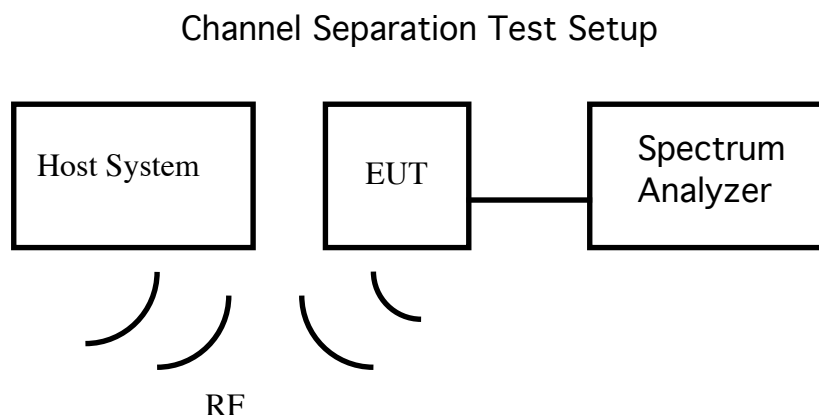 Channel Separation Test Setup
Host System
EUT
Spectrum
Analyzer
RF